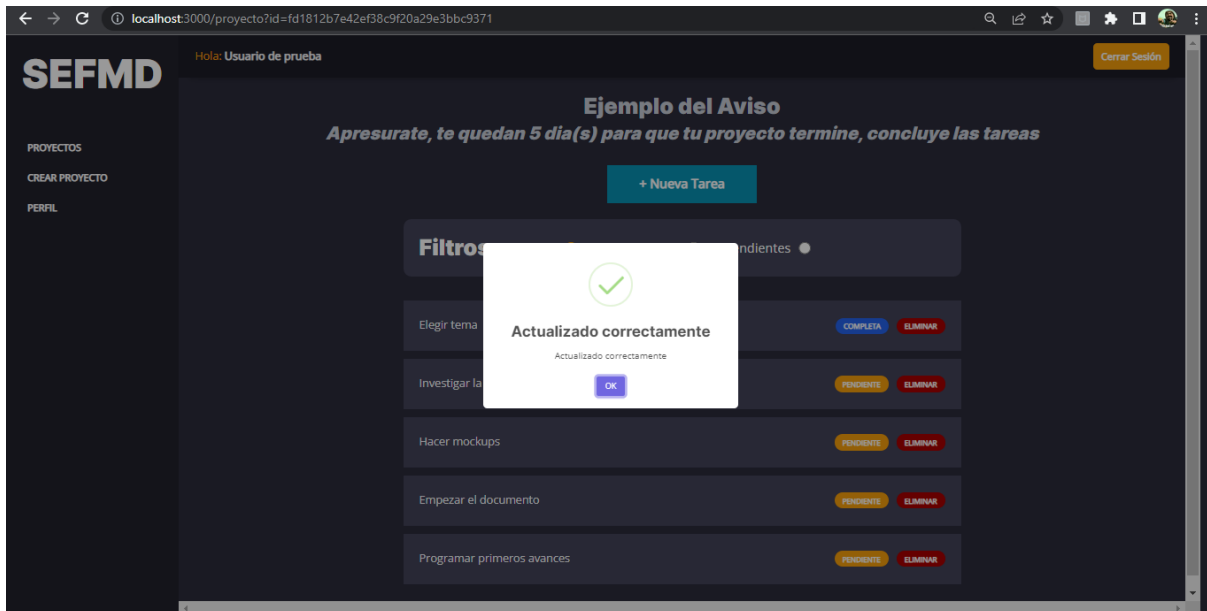 localhost:3000/proyecto?id=fd1812b7e42ef38c9f20a29e3bbc9371
SEFMD
Hola: Usuario de prueba
Cerrar Sesión
PROYECTOS
CREAR PROYECTO
PERFIL
Ejemplo del Aviso
Apresurate, te quedan 5 dia(s) para que tu proyecto termine, concluye las tareas
+ Nueva Tarea
Filtros
ndientes
Actualizado correctamente
Actualizado correctamente
OK
Elegir tema
COMPLETA
ELIMINAR
Investigar la
PENDIENTE
ELIMINAR
Hacer mockups
PENDIENTE
ELIMINAR
Empezar el documento
PENDIENTE
ELIMINAR
Programar primeros avances
PENDIENTE
ELIMINAR